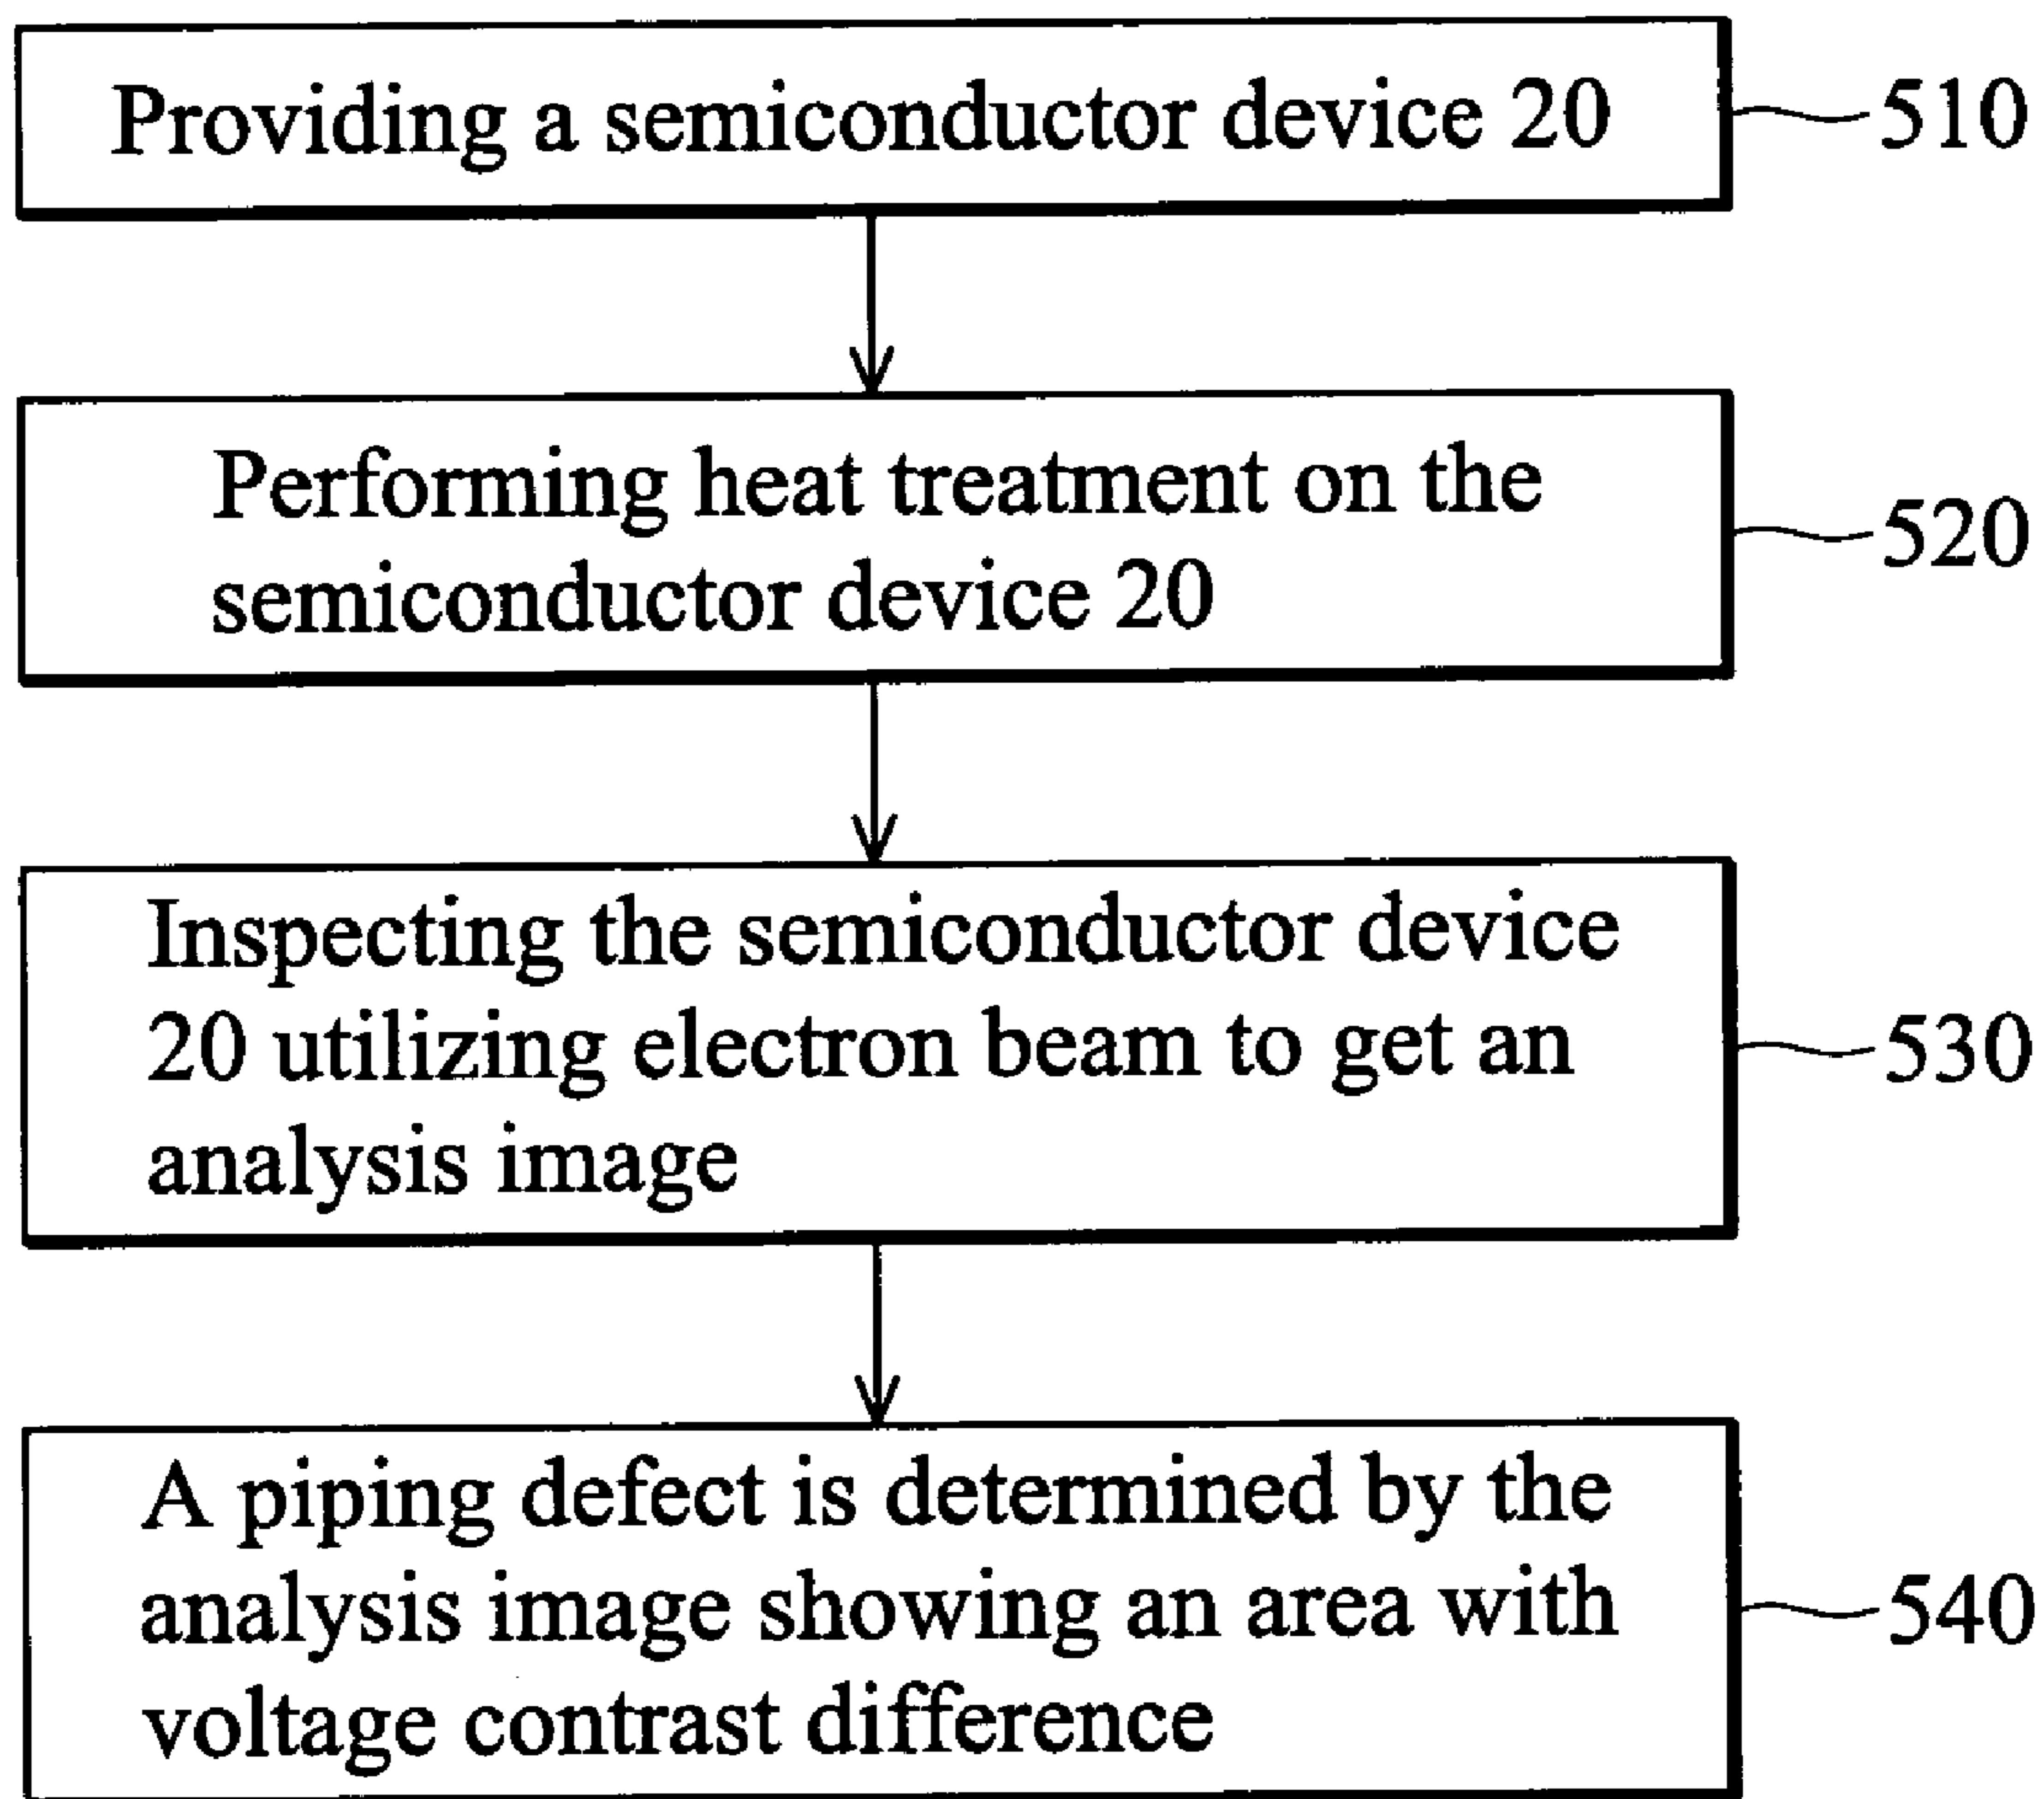 Providing a semiconductor device 20
510
Performing heat treatment on the
semiconductor device 20
520
Inspecting the semiconductor device
20 utilizing electron beam to get an
analysis image
530
A piping defect is determined by the
analysis image showing an area with
voltage contrast difference
540